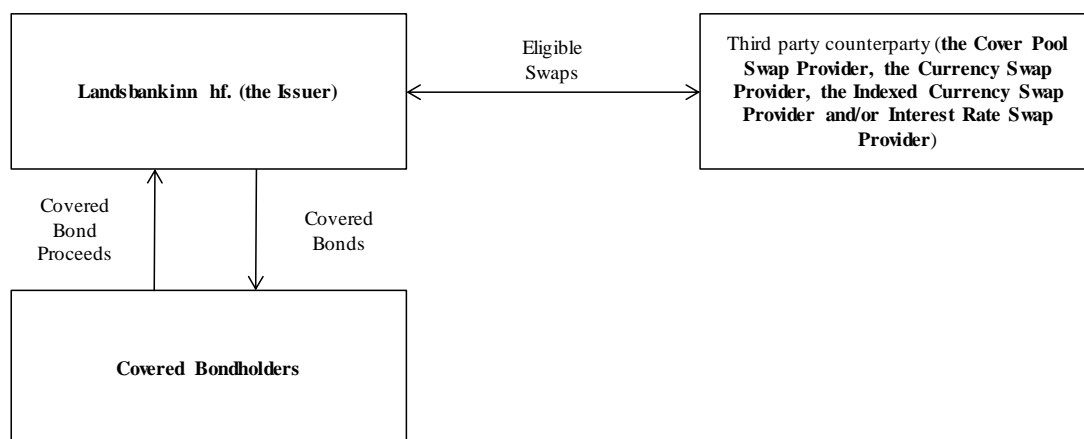 Landsbankinn hf. (the Issuer)
Eligible
Swaps
Third party counterparty (the Cover Pool
Swap Provider, the Currency Swap
Provider, the Indexed Currency Swap
Provider and/or Interest Rate Swap
Provider)
Covered
Bond
Proceeds
Covered
Bonds
Covered Bondholders